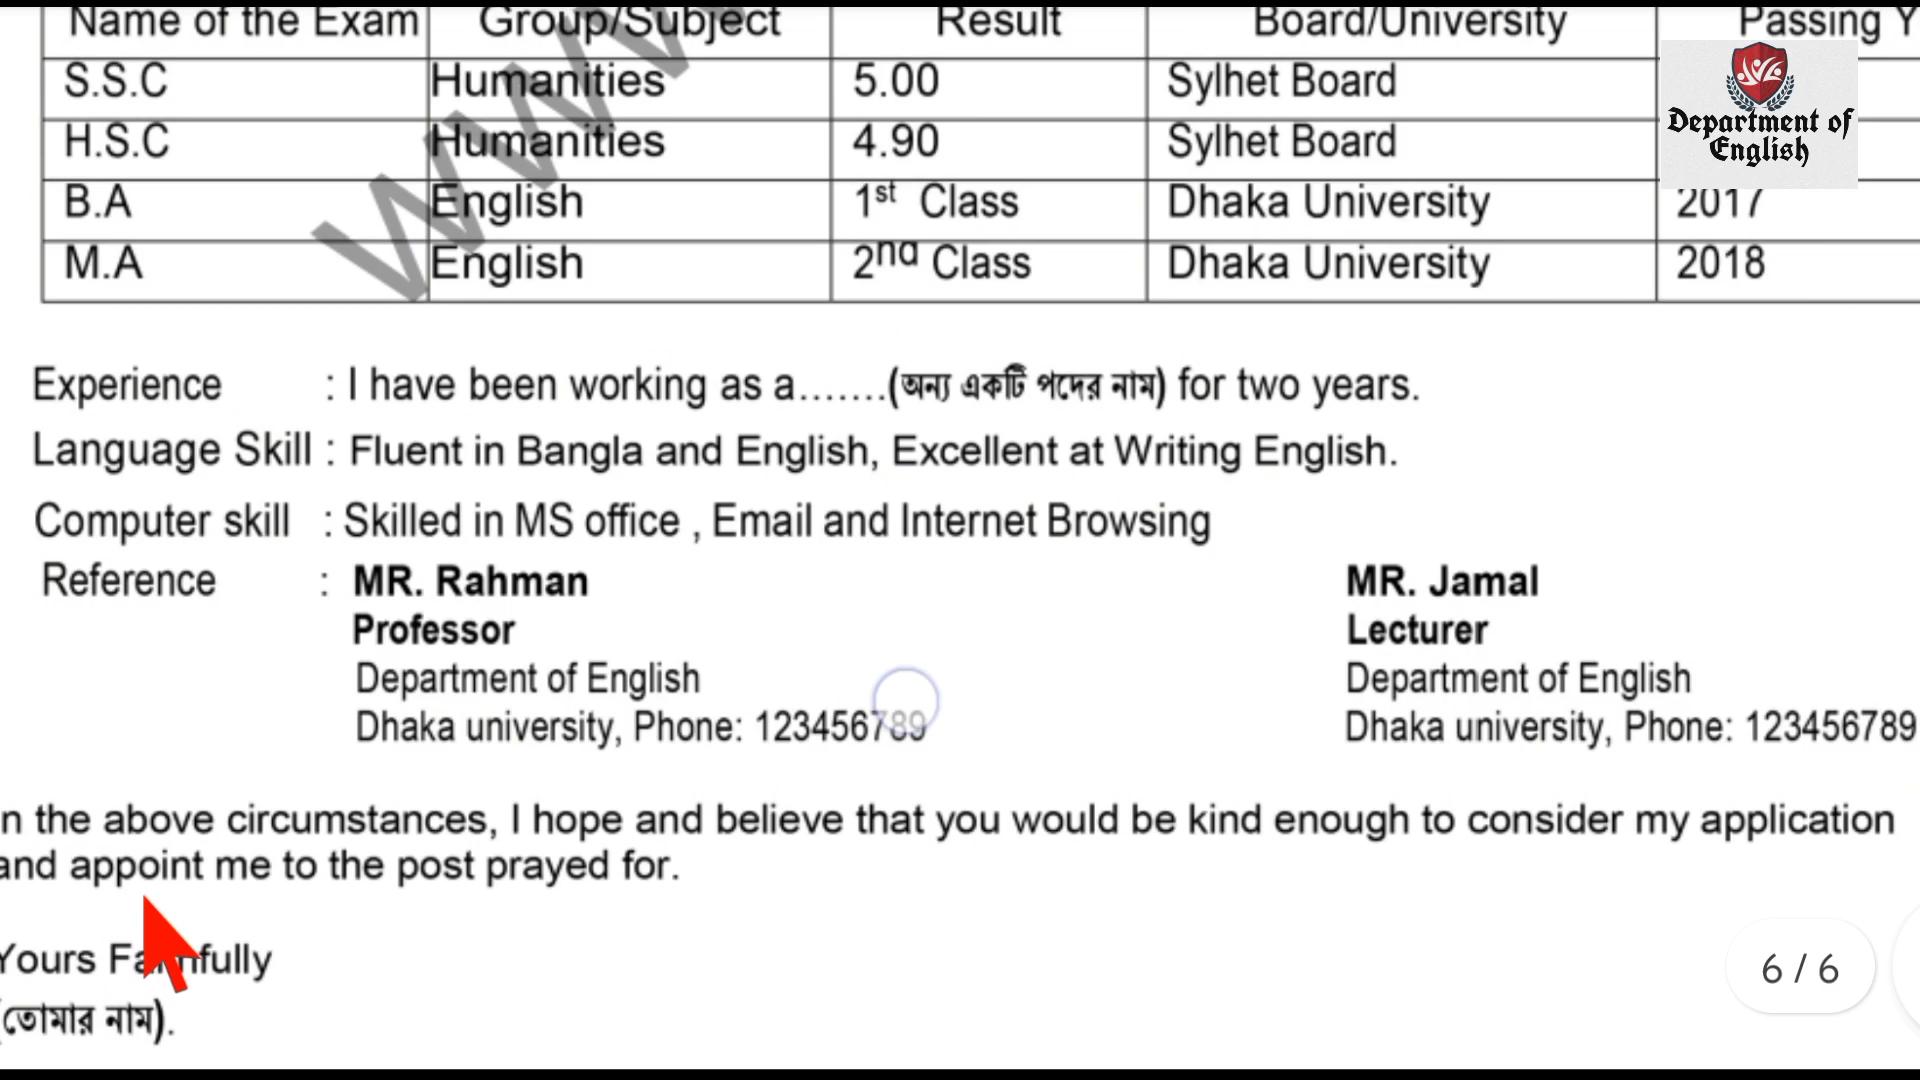 Name of the Exam Group/Subject Result Board/University Passing Y
S.S.C Humanities 5.00 Sylhet Board
H.S.C Humanities 4.90 Sylhet Board
B.A English 1st Class Dhaka University 2017
M.A English 2nd Class Dhaka University 2018
Department of
English
Experience : I have been working as a.......(অন্য একটি পদের নাম) for two years.
Language Skill : Fluent in Bangla and English, Excellent at Writing English.
Computer skill : Skilled in MS office , Email and Internet Browsing
Reference : MR. Rahman MR. Jamal
Professor Lecturer
Department of English Department of English
Dhaka university, Phone: 123456789 Dhaka university, Phone: 123456789
n the above circumstances, I hope and believe that you would be kind enough to consider my application
and appoint me to the post prayed for.
Yours Faithfully
(তোমার নাম).
6 / 6